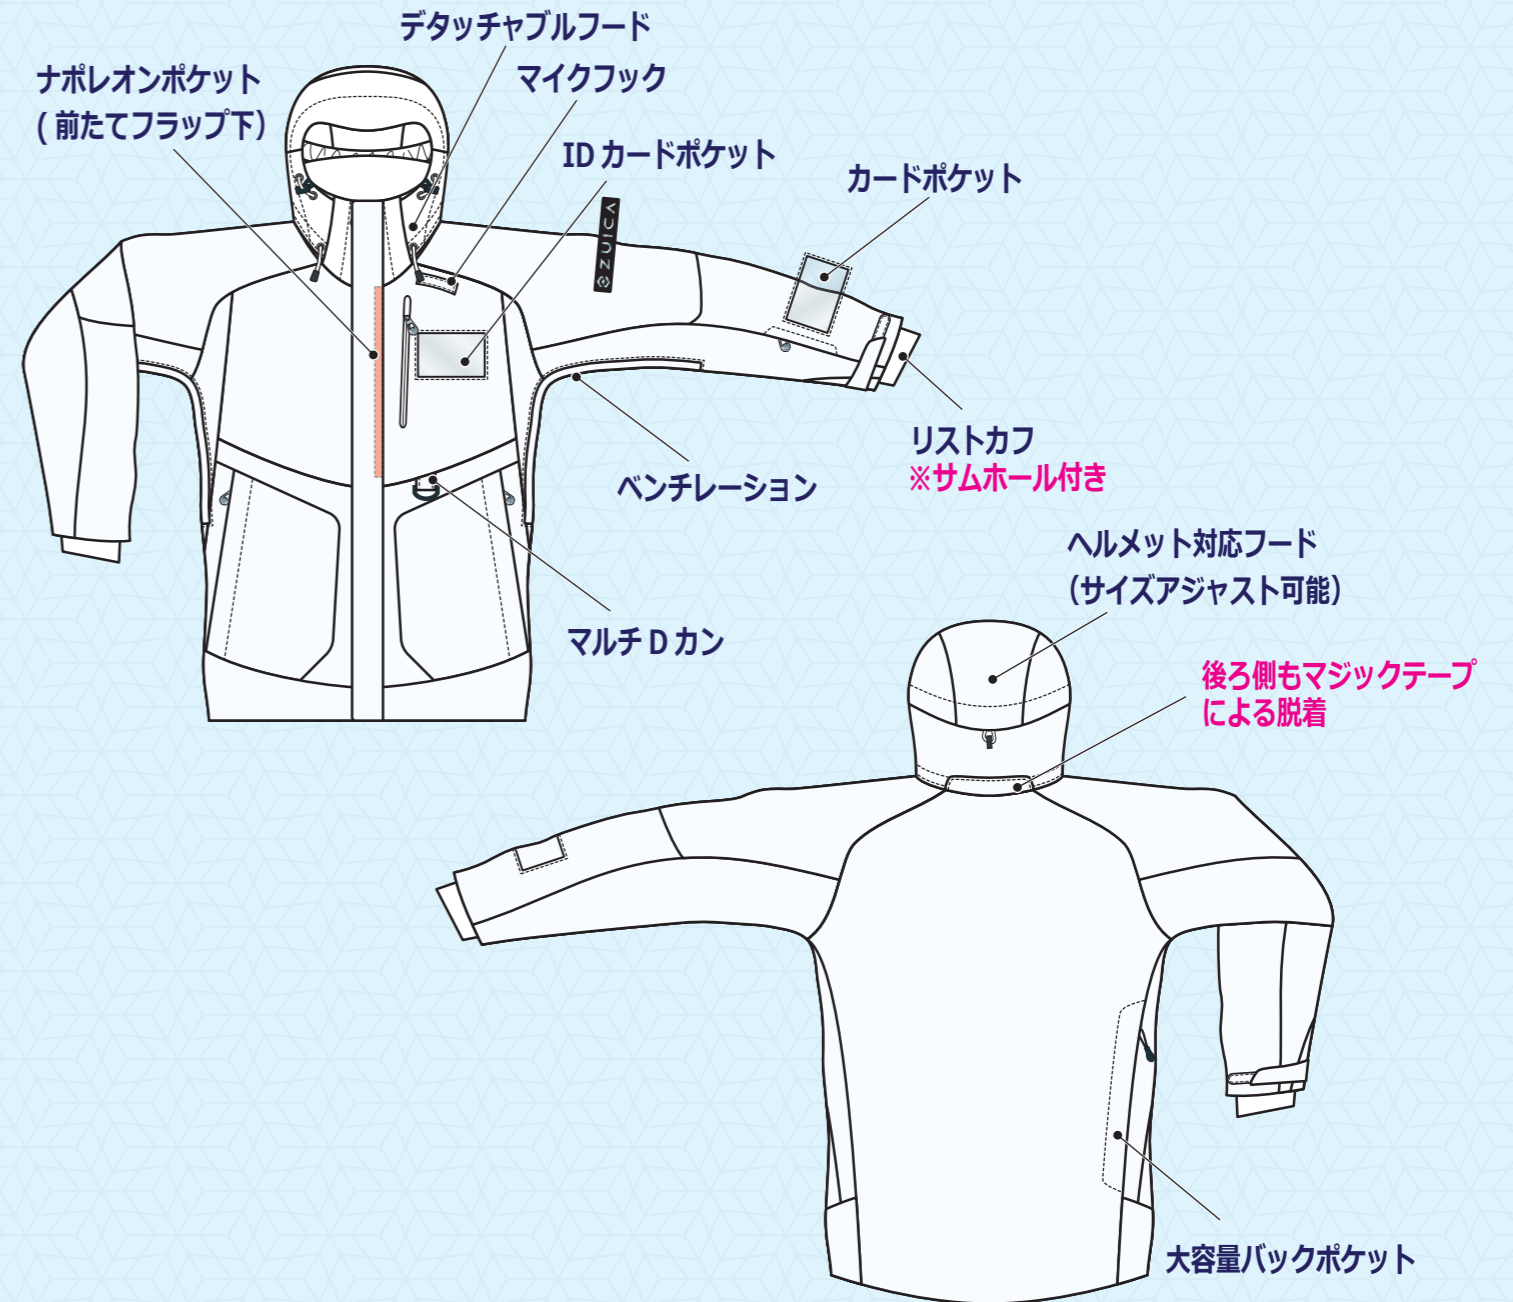 デタッチャブルフード
ナポレオンポケット
(前たてフラップ下)
マイクフック
IDカードポケット
カードポケット
ZUICA
リストカフ
※サムホール付き
ベンチレーション
マルチDカン
ヘルメット対応フード
(サイズアジャスト可能)
後ろ側もマジックテープ
による脱着
大容量バックポケット